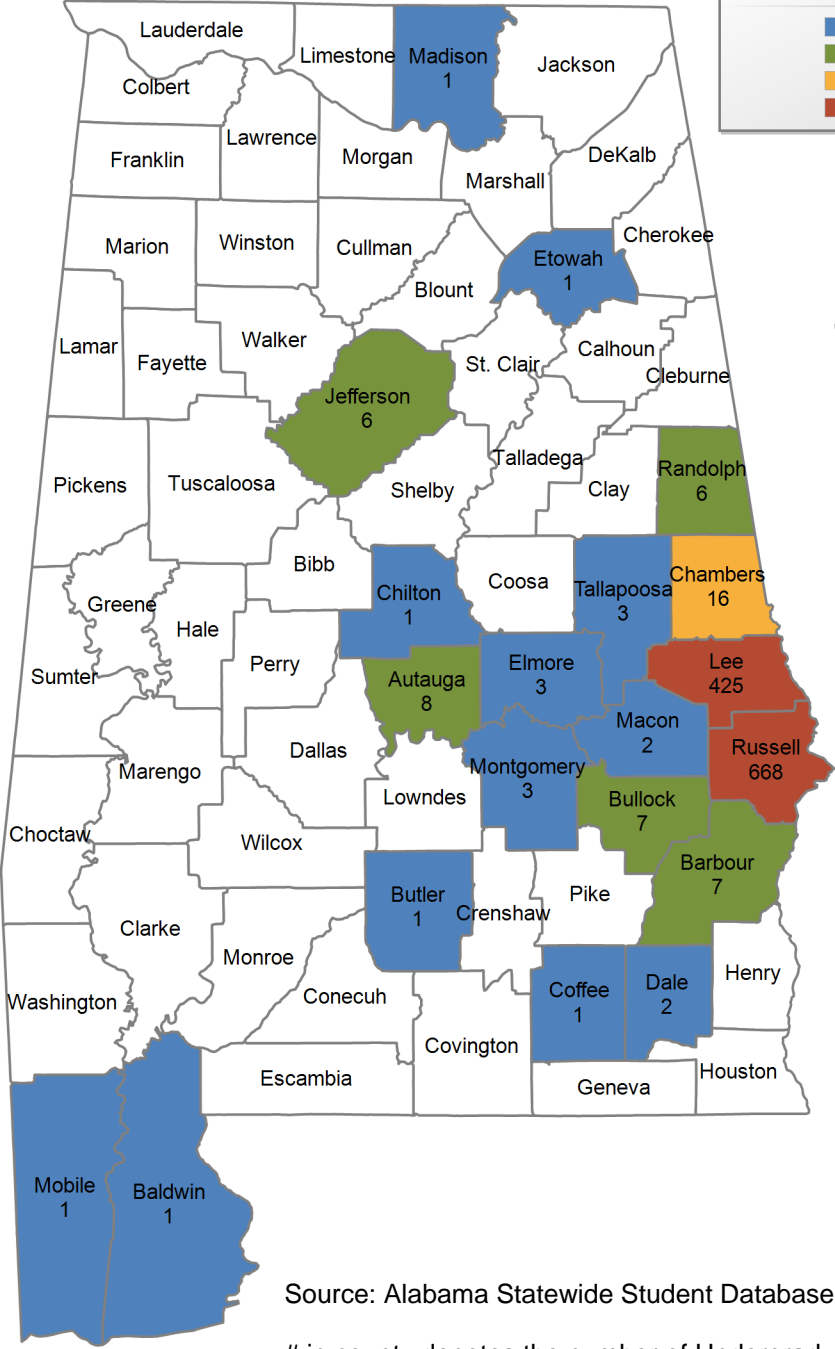 Lauderdale
Limestone
Madison
1
Jackson
Colbert
Lawrence
Franklin
Morgan
DeKalb
Marshall
Marion
Winston
Cullman
Cherokee
Etowah
1
Blount
Lamar
Fayette
Walker
St. Clair
Calhoun
Cleburne
Jefferson
6
Pickens
Tuscaloosa
Shelby
Talladega
Clay
Randolph
6
Bibb
Chilton
1
Coosa
Tallapoosa
3
Chambers
16
Greene
Hale
Sumter
Perry
Autauga
8
Elmore
3
Lee
425
Macon
2
Russell
668
Marengo
Dallas
Lowndes
Montgomery
3
Bullock
7
Choctaw
Wilcox
Barbour
7
Clarke
Butler
1
Crenshaw
Pike
Monroe
Washington
Conecuh
Coffee
1
Dale
2
Henry
Covington
Escambia
Geneva
Houston
Mobile
1
Baldwin
1
Source: Alabama Statewide Student Database